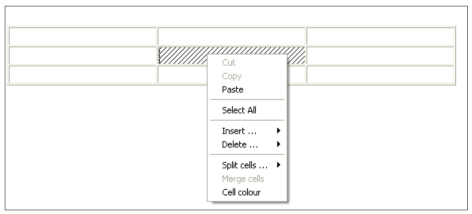 Cut
Copy
Paste
Select All
Insert ...
Delete ...
Split cells ...
Merge cells
Cell colour